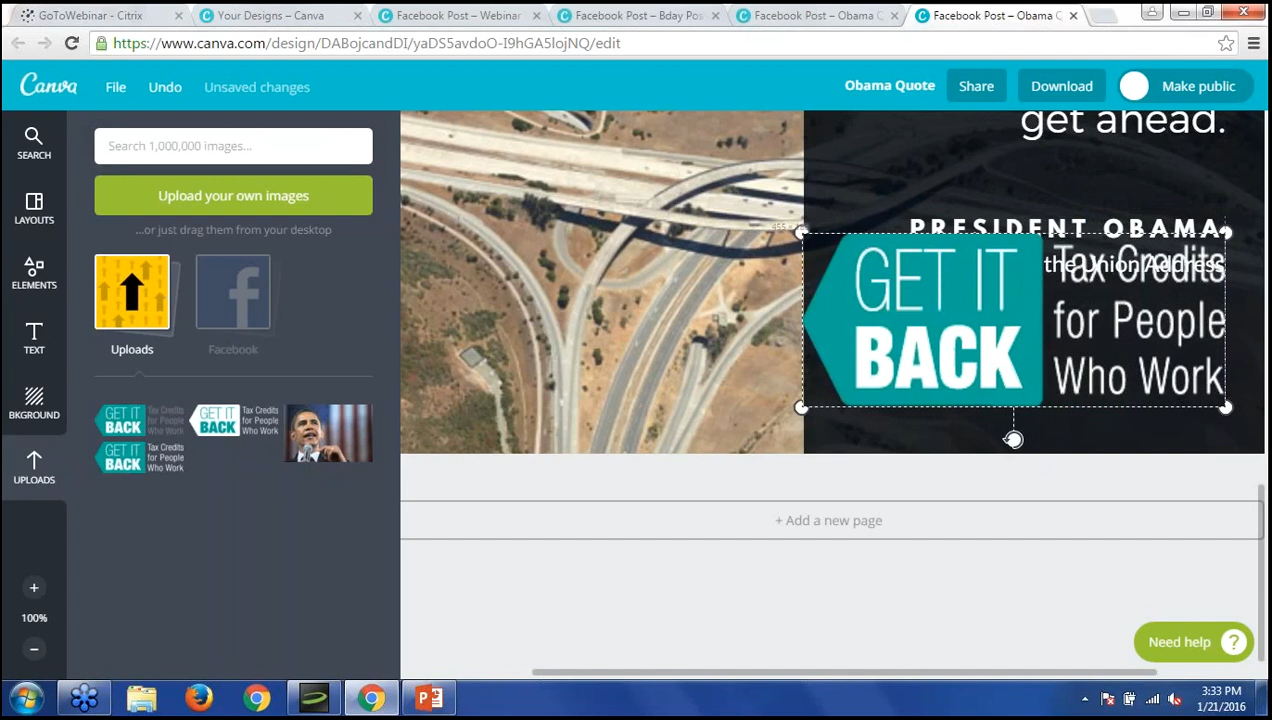 GoToWebinar - Citrix
Your Designs – Canva
Facebook Post – Webinar
Facebook Post – Bday Po
Facebook Post – Obama C
Facebook Post – Obama C
https://www.canva.com/design/DABojcandDI/yaDS5avdoO-I9hGA5lojNQ/edit
Canva
File
Undo
Unsaved changes
Obama Quote
Share
Download
Make public
SEARCH
LAYOUTS
ELEMENTS
TEXT
BKGROUND
UPLOADS
+
100%
−
Search 1,000,000 images...
Upload your own images
...or just drag them from your desktop
Uploads
Facebook
GET IT
BACK
Tax Credits
for People
Who Work
GET IT
BACK
Tax Credits
for People
Who Work
GET IT
BACK
Tax Credits
for People
Who Work
get ahead.
PRESIDENT OBAMA
the Union Address
GET IT
BACK
Tax Credits
for People
Who Work
+ Add a new page
Need help ?
3:33 PM
1/21/2016